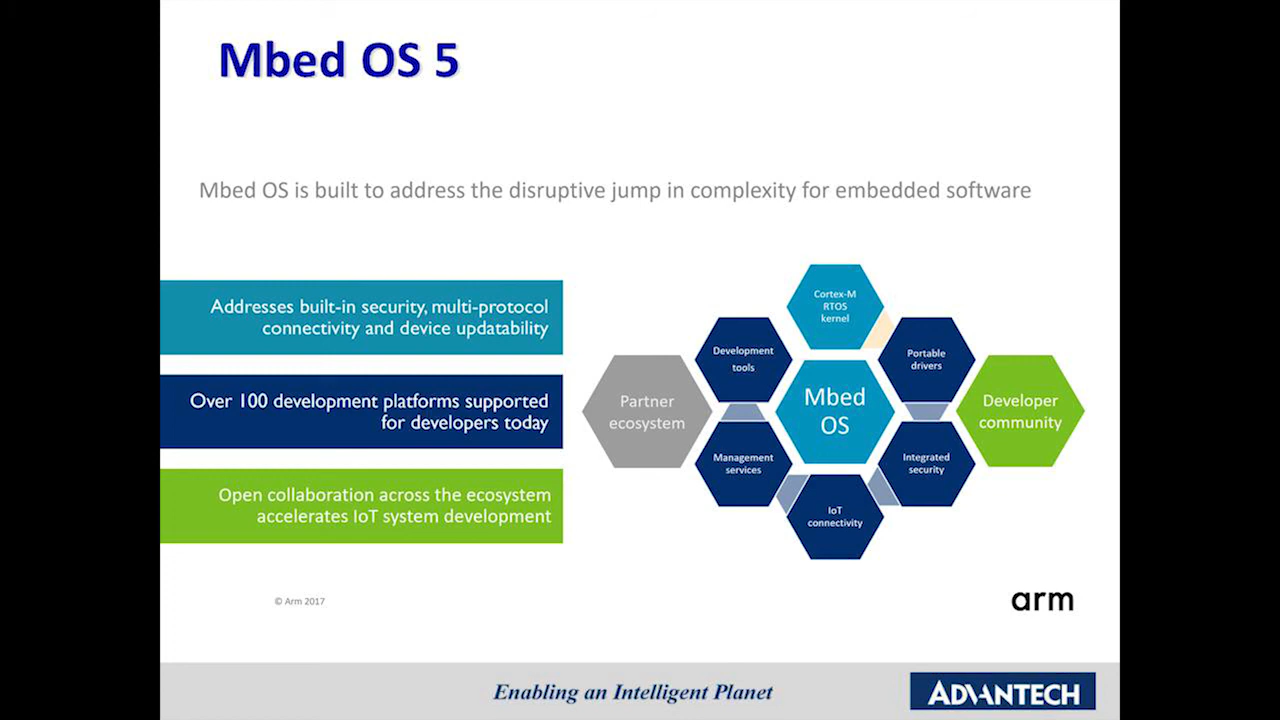 Mbed OS 5
Mbed OS is built to address the disruptive jump in complexity for embedded software
Addresses built-in security, multi-protocol
connectivity and device updatability
Over 100 development platforms supported
for developers today
Open collaboration across the ecosystem
accelerates IoT system development
Cortex-M
RTOS
kernel
Development
tools
Portable
drivers
Partner
ecosystem
Mbed
OS
Developer
community
Management
services
Integrated
security
IoT
connectivity
© Arm 2017
arm
Enabling an Intelligent Planet
ADVANTECH